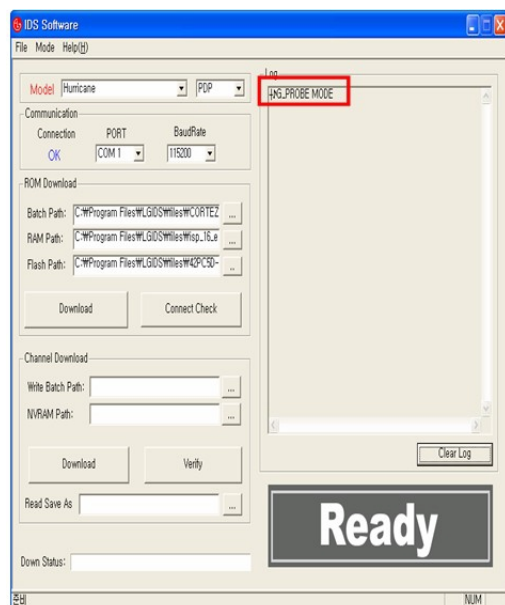 IDS Software
File Mode Help(H)
Model Hurricane PDP
Communication
Connection PORT BaudRate
OK COM 1 115200
ROM Download
Batch Path: C:₩Program Files₩LGIDS₩files₩CORTEZ ...
RAM Path: C:₩Program Files₩LGIDS₩files₩isp_16_e ...
Flash Path: C:₩Program Files₩LGIDS₩files₩42PC5D- ...
Download Connect Check
Channel Download
Write Batch Path: ...
NVRAM Path: ...
Download Verify
Read Save As ...
Down Status:
Log
PROBE MODE
Clear Log
Ready
준비 NUM